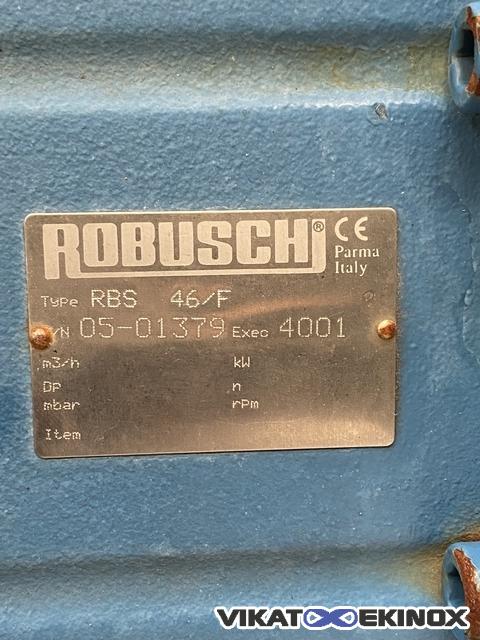 ROBUSCHI® CE
Parma
Italy
Type RBS 46/F
S/N 05-01379 Exec 4001
m3/h kW
DP n
mbar rpm
Item
VIKAT EKINOX